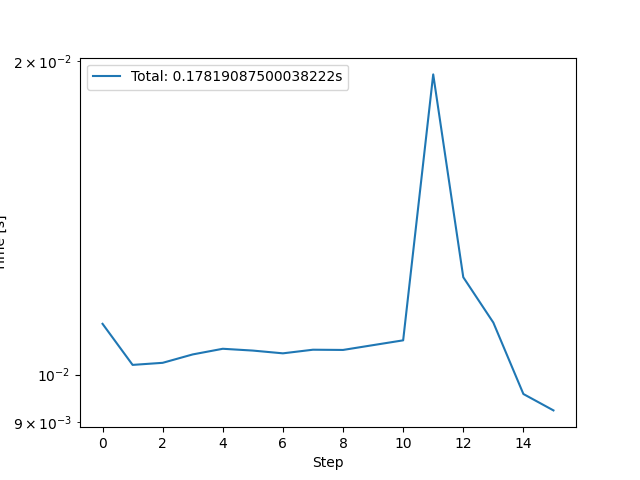 2 × 10⁻²
Total: 0.17819087500038222s
Time [s]
10⁻²
9 × 10⁻³
0 2 4 6 8 10 12 14
Step